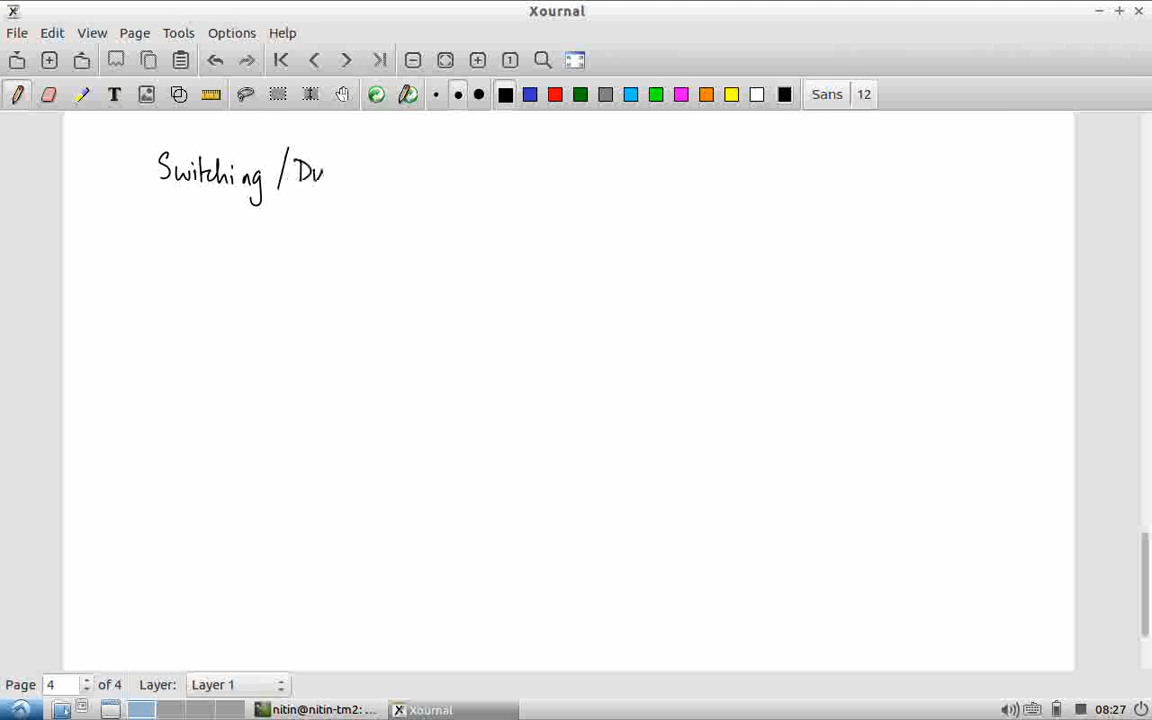 Xournal
File Edit View Page Tools Options Help
Sans 12
Switching / Du
Page 4 of 4 Layer: Layer 1
nitin@nitin-tm2: ... Xournal 08:27